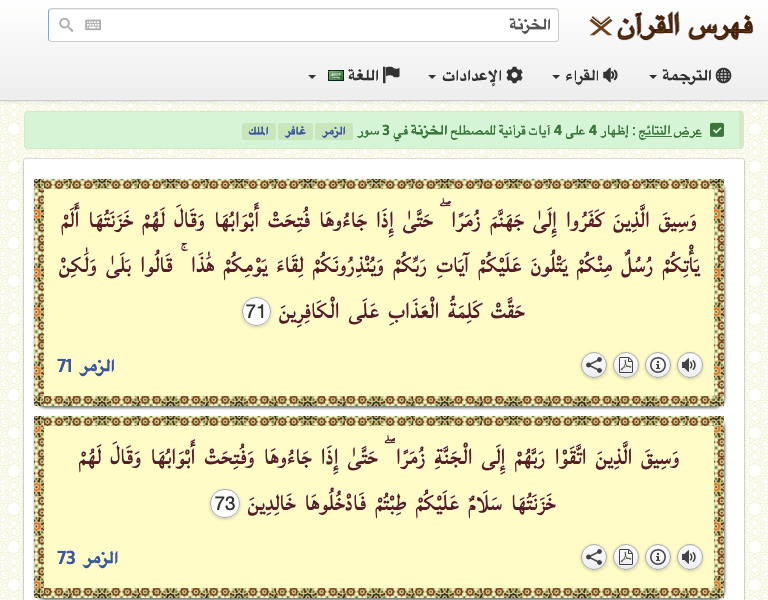 فهرس القرآن
الخزنة
الترجمة
القراء
الإعدادات
اللغة
عرض النتائج : إظهار 4 على 4 آيات قرآنية للمصطلح الخزنة في 3 سور الزمر غافر الملك
وَسِيقَ الَّذِينَ كَفَرُوا إِلَىٰ جَهَنَّمَ زُمَرًا ۖ حَتَّىٰ إِذَا جَاءُوهَا فُتِحَتْ أَبْوَابُهَا وَقَالَ لَهُمْ خَزَنَتُهَا أَلَمْ
يَأْتِكُمْ رُسُلٌ مِنْكُمْ يَتْلُونَ عَلَيْكُمْ آيَاتِ رَبِّكُمْ وَيُنْذِرُونَكُمْ لِقَاءَ يَوْمِكُمْ هَٰذَا ۚ قَالُوا بَلَىٰ وَلَٰكِنْ
حَقَّتْ كَلِمَةُ الْعَذَابِ عَلَى الْكَافِرِينَ 71
الزمر 71
وَسِيقَ الَّذِينَ اتَّقَوْا رَبَّهُمْ إِلَى الْجَنَّةِ زُمَرًا ۖ حَتَّىٰ إِذَا جَاءُوهَا وَفُتِحَتْ أَبْوَابُهَا وَقَالَ لَهُمْ
خَزَنَتُهَا سَلَامٌ عَلَيْكُمْ طِبْتُمْ فَادْخُلُوهَا خَالِدِينَ 73
الزمر 73